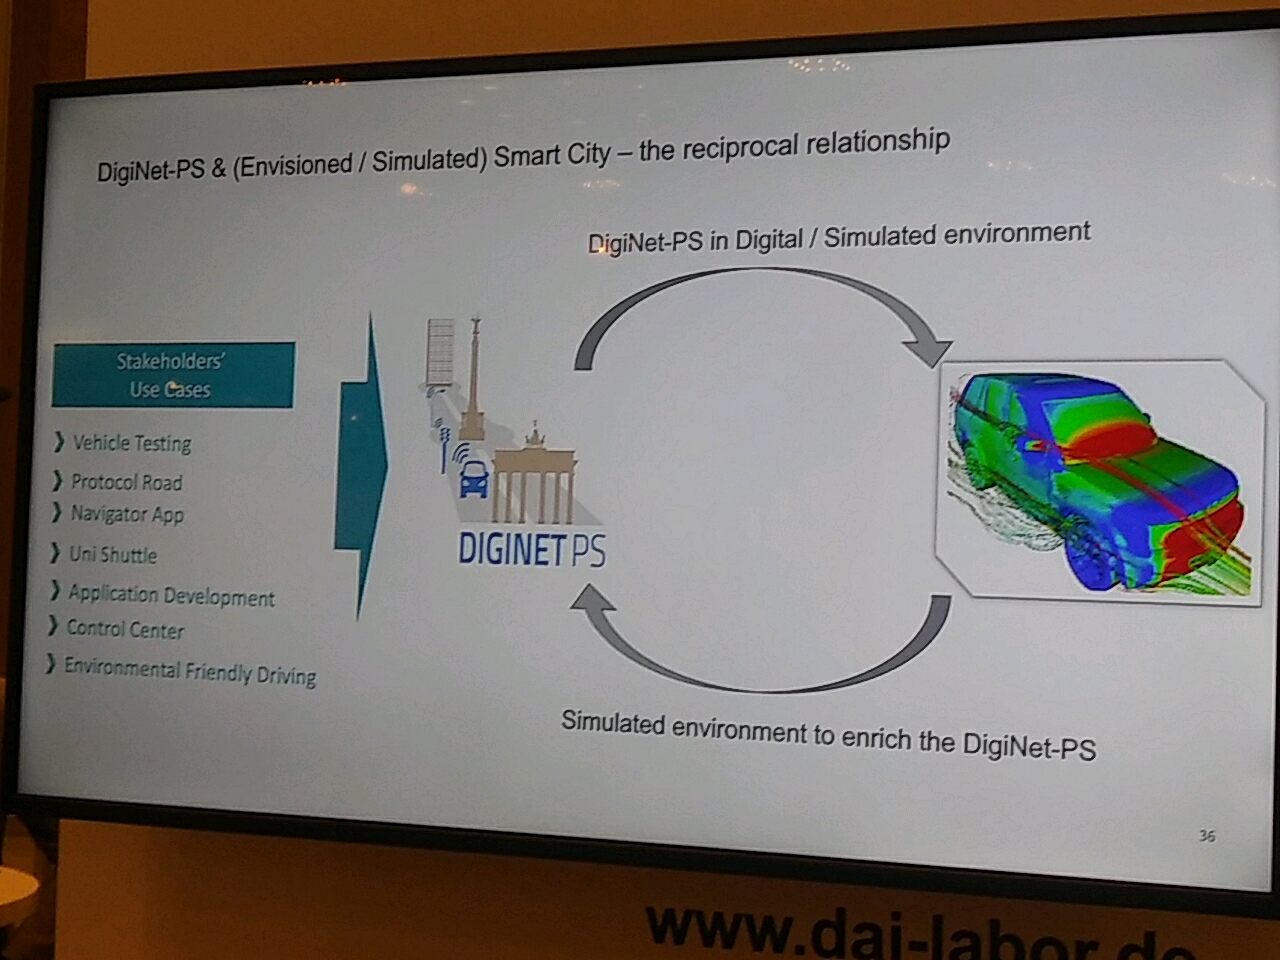 DigiNet-PS & (Envisioned / Simulated) Smart City – the reciprocal relationship
DigiNet-PS in Digital / Simulated environment
Stakeholders'
Use Cases
❯ Vehicle Testing
❯ Protocol Road
❯ Navigator App
❯ Uni Shuttle
❯ Application Development
❯ Control Center
❯ Environmental Friendly Driving
DIGINET PS
Simulated environment to enrich the DigiNet-PS
36
www.dai-labor.de